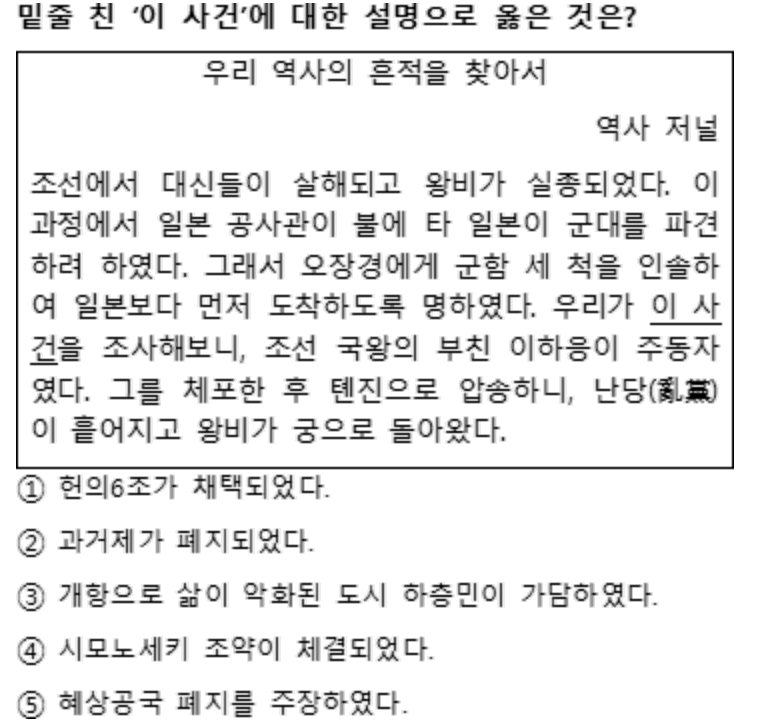 밑줄 친 ‘이 사건’에 대한 설명으로 옳은 것은?
우리 역사의 흔적을 찾아서
역사 저널
조선에서 대신들이 살해되고 왕비가 실종되었다. 이
과정에서 일본 공사관이 불에 타 일본이 군대를 파견
하려 하였다. 그래서 오장경에게 군함 세 척을 인솔하
여 일본보다 먼저 도착하도록 명하였다. 우리가 이 사
건을 조사해보니, 조선 국왕의 부친 이하응이 주동자
였다. 그를 체포한 후 톈진으로 압송하니, 난당(亂黨)
이 흩어지고 왕비가 궁으로 돌아왔다.
① 헌의6조가 채택되었다.
② 과거제가 폐지되었다.
③ 개항으로 삶이 악화된 도시 하층민이 가담하였다.
④ 시모노세키 조약이 체결되었다.
⑤ 혜상공국 폐지를 주장하였다.